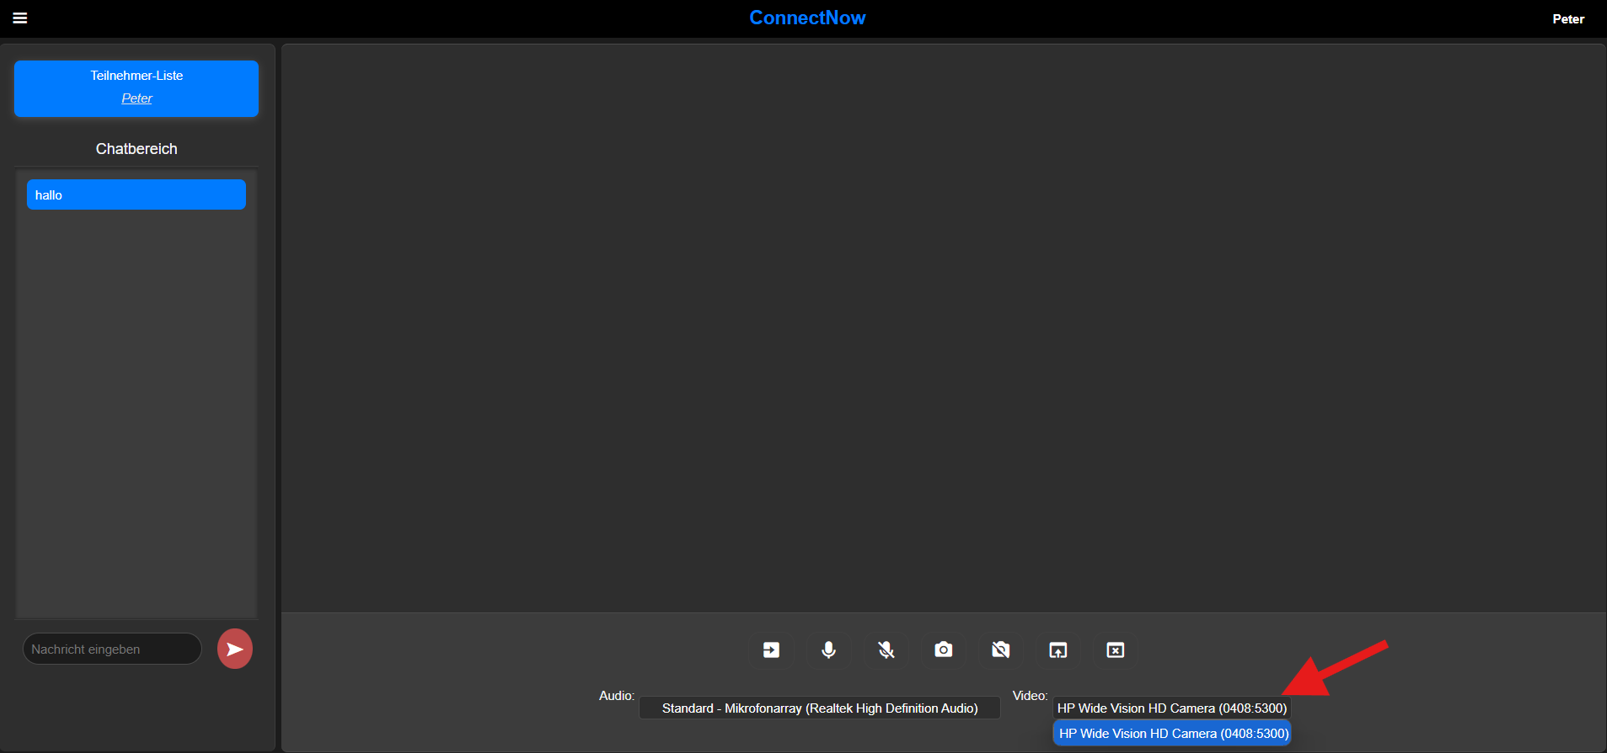 ConnectNow
Peter
Teilnehmer-Liste
Peter
Chatbereich
hallo
Nachricht eingeben
Audio:
Standard - Mikrofonarray (Realtek High Definition Audio)
Video:
HP Wide Vision HD Camera (0408:5300)
HP Wide Vision HD Camera (0408:5300)